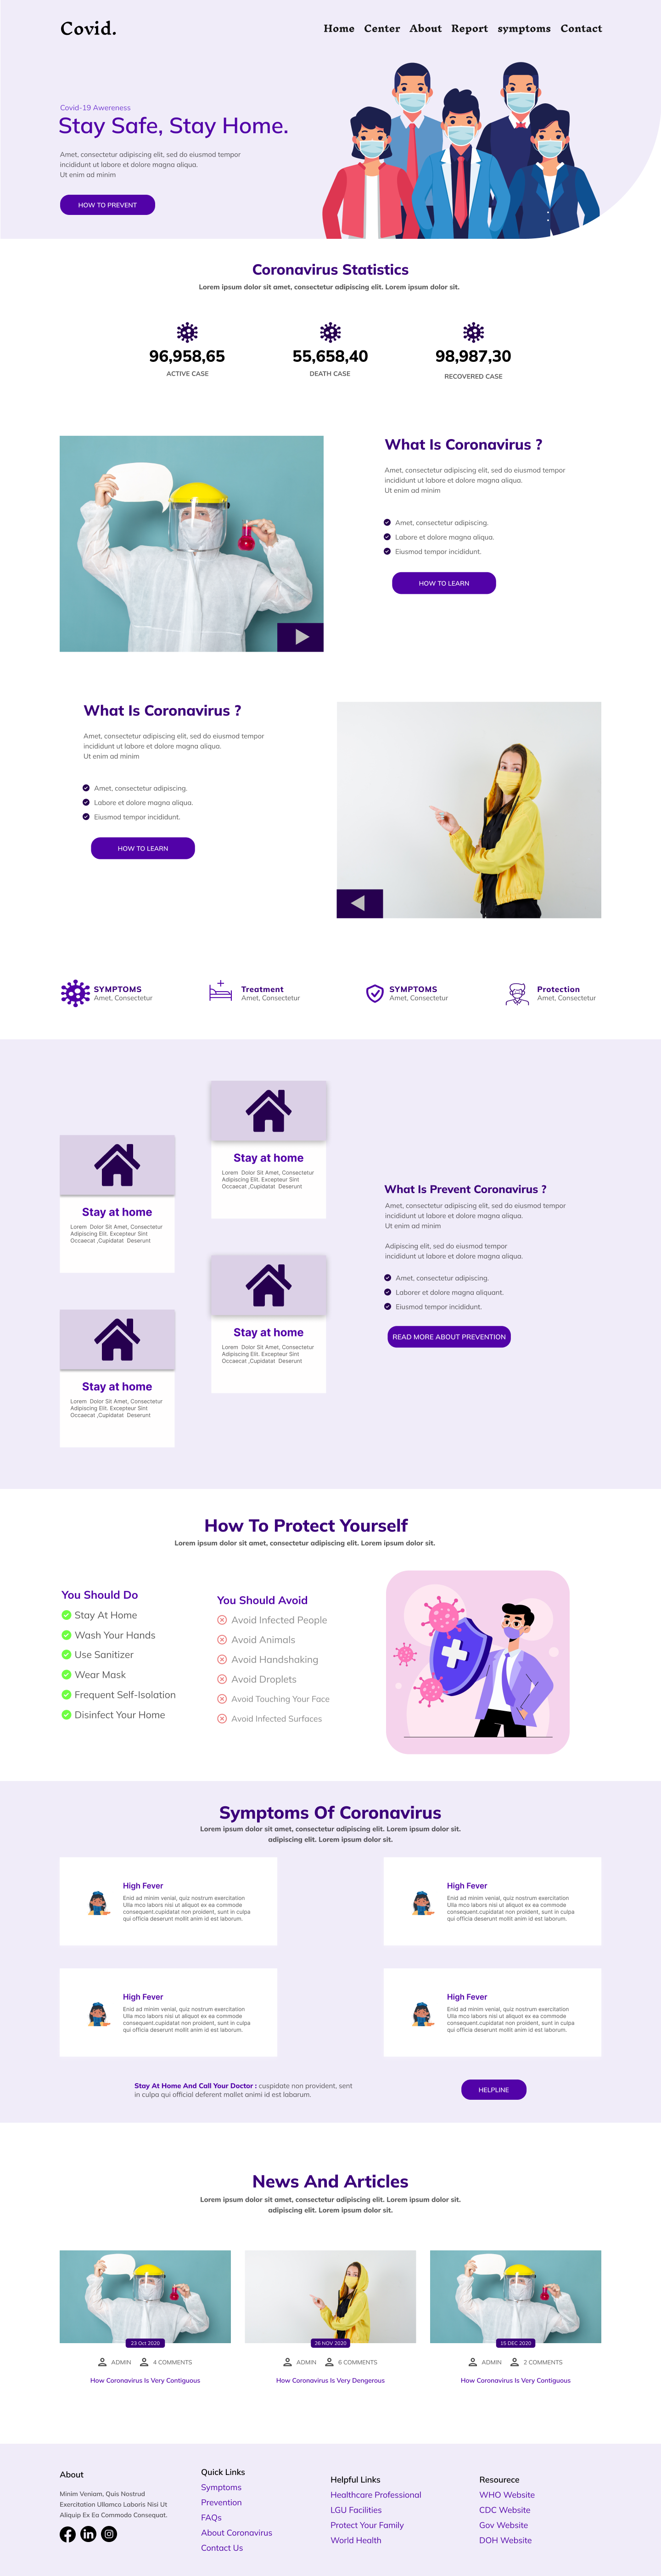 Covid.
Home Center About Report symptoms Contact
Covid-19 Awereness
Stay Safe, Stay Home.
Amet, consectetur adipiscing elit, sed do eiusmod tempor
incididunt ut labore et dolore magna aliqua.
Ut enim ad minim
HOW TO PREVENT
Coronavirus Statistics
Lorem ipsum dolor sit amet, consectetur adipiscing elit. Lorem ipsum dolor sit.
96,958,65
ACTIVE CASE
55,658,40
DEATH CASE
98,987,30
RECOVERED CASE
What Is Coronavirus ?
Amet, consectetur adipiscing elit, sed do eiusmod tempor
incididunt ut labore et dolore magna aliqua.
Ut enim ad minim
Amet, consectetur adipiscing.
Labore et dolore magna aliqua.
Eiusmod tempor incididunt.
HOW TO LEARN
What Is Coronavirus ?
Amet, consectetur adipiscing elit, sed do eiusmod tempor
incididunt ut labore et dolore magna aliqua.
Ut enim ad minim
Amet, consectetur adipiscing.
Labore et dolore magna aliqua.
Eiusmod tempor incididunt.
HOW TO LEARN
SYMPTOMS
Amet, Consectetur
Treatment
Amet, Consectetur
SYMPTOMS
Amet, Consectetur
Protection
Amet, Consectetur
Stay at home
Lorem Dolor Sit Amet, Consectetur
Adipiscing Elit. Excepteur Sint
Occaecat ,Cupidatat Deserunt
Stay at home
Lorem Dolor Sit Amet, Consectetur
Adipiscing Elit. Excepteur Sint
Occaecat ,Cupidatat Deserunt
Stay at home
Lorem Dolor Sit Amet, Consectetur
Adipiscing Elit. Excepteur Sint
Occaecat ,Cupidatat Deserunt
Stay at home
Lorem Dolor Sit Amet, Consectetur
Adipiscing Elit. Excepteur Sint
Occaecat ,Cupidatat Deserunt
What Is Prevent Coronavirus ?
Amet, consectetur adipiscing elit, sed do eiusmod tempor
incididunt ut labore et dolore magna aliqua.
Ut enim ad minim
Adipiscing elit, sed do eiusmod tempor
incididunt ut labore et dolore magna aliqua.
Amet, consectetur adipiscing.
Laborer et dolore magna aliquant.
Eiusmod tempor incididunt.
READ MORE ABOUT PREVENTION
How To Protect Yourself
Lorem ipsum dolor sit amet, consectetur adipiscing elit. Lorem ipsum dolor sit.
You Should Do
Stay At Home
Wash Your Hands
Use Sanitizer
Wear Mask
Frequent Self-Isolation
Disinfect Your Home
You Should Avoid
Avoid Infected People
Avoid Animals
Avoid Handshaking
Avoid Droplets
Avoid Touching Your Face
Avoid Infected Surfaces
Symptoms Of Coronavirus
Lorem ipsum dolor sit amet, consectetur adipiscing elit. Lorem ipsum dolor sit.
adipiscing elit. Lorem ipsum dolor sit.
High Fever
Enid ad minim venial, quiz nostrum exercitation
Ulla mco labors nisi ut aliquot ex ea commode
consequent.cupidatat non proident, sunt in culpa
qui officia deserunt mollit anim id est laborum.
High Fever
Enid ad minim venial, quiz nostrum exercitation
Ulla mco labors nisi ut aliquot ex ea commode
consequent.cupidatat non proident, sunt in culpa
qui officia deserunt mollit anim id est laborum.
High Fever
Enid ad minim venial, quiz nostrum exercitation
Ulla mco labors nisi ut aliquot ex ea commode
consequent.cupidatat non proident, sunt in culpa
qui officia deserunt mollit anim id est laborum.
High Fever
Enid ad minim venial, quiz nostrum exercitation
Ulla mco labors nisi ut aliquot ex ea commode
consequent.cupidatat non proident, sunt in culpa
qui officia deserunt mollit anim id est laborum.
Stay At Home And Call Your Doctor : cuspidate non provident, sent
in culpa qui official deferent mallet animi id est labarum.
HELPLINE
News And Articles
Lorem ipsum dolor sit amet, consectetur adipiscing elit. Lorem ipsum dolor sit.
adipiscing elit. Lorem ipsum dolor sit.
23 Oct 2020
ADMIN 4 COMMENTS
How Coronavirus Is Very Contiguous
26 NOV 2020
ADMIN 6 COMMENTS
How Coronavirus Is Very Dengerous
15 DEC 2020
ADMIN 2 COMMENTS
How Coronavirus Is Very Contiguous
About
Minim Veniam, Quis Nostrud
Exercitation Ullamco Laboris Nisi Ut
Aliquip Ex Ea Commodo Consequat.
Quick Links
Symptoms
Prevention
FAQs
About Coronavirus
Contact Us
Helpful Links
Healthcare Professional
LGU Facilities
Protect Your Family
World Health
Resourece
WHO Website
CDC Website
Gov Website
DOH Website